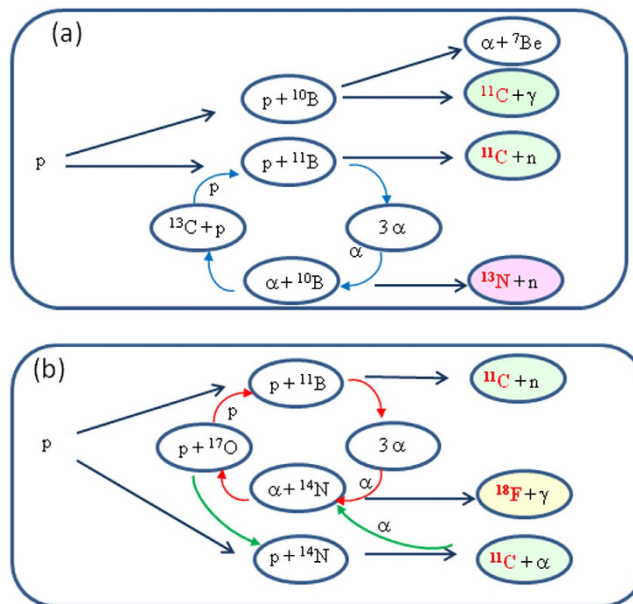 (a)
α + ⁷Be
p + ¹⁰B
¹¹C + γ
p
p + ¹¹B
¹¹C + n
p
¹³C + p
3 α
α
α + ¹⁰B
¹³N + n
(b)
p + ¹¹B
¹¹C + n
p
p
p + ¹⁷O
3 α
α
α + ¹⁴N
¹⁸F + γ
α
p + ¹⁴N
¹¹C + α